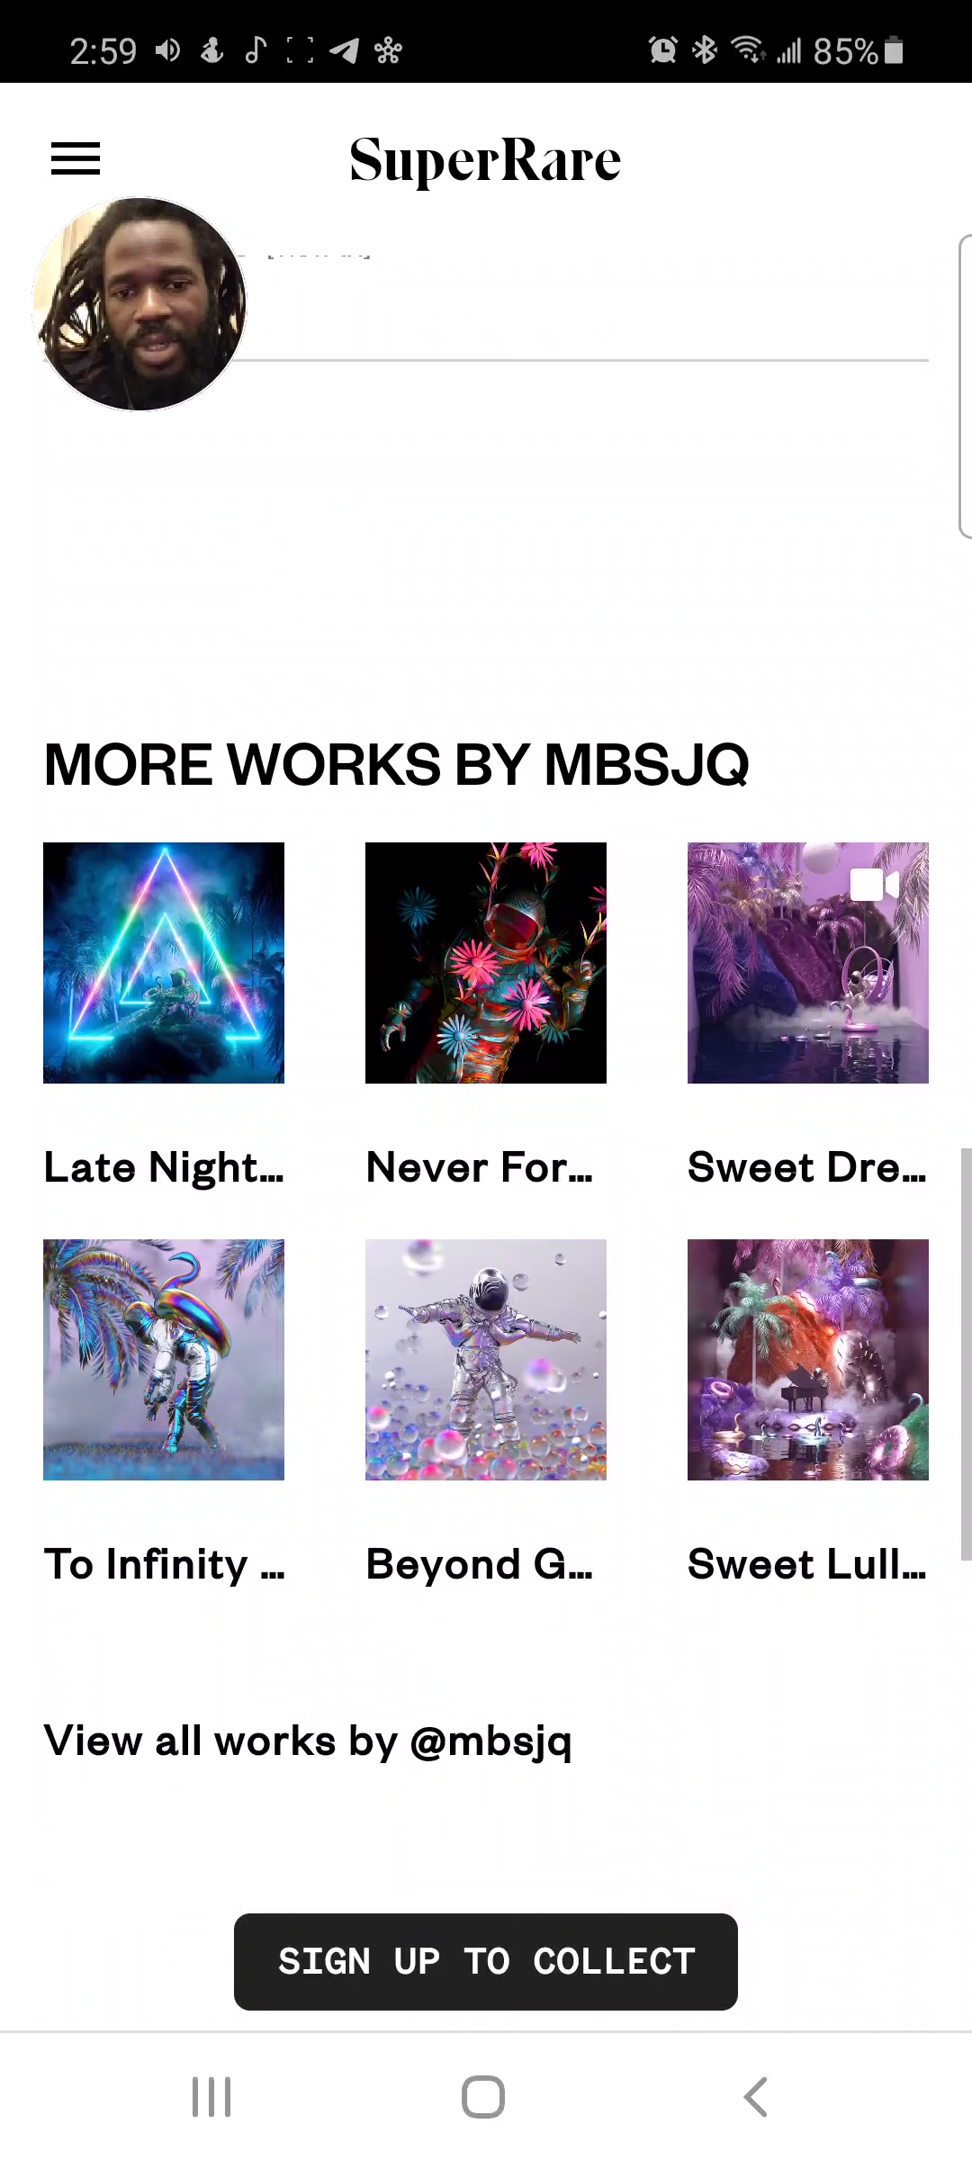 2:59
85%
SuperRare
MORE WORKS BY MBSJQ
Late Night...
Never For...
Sweet Dre...
To Infinity ...
Beyond G...
Sweet Lull...
View all works by @mbsjq
SIGN UP TO COLLECT